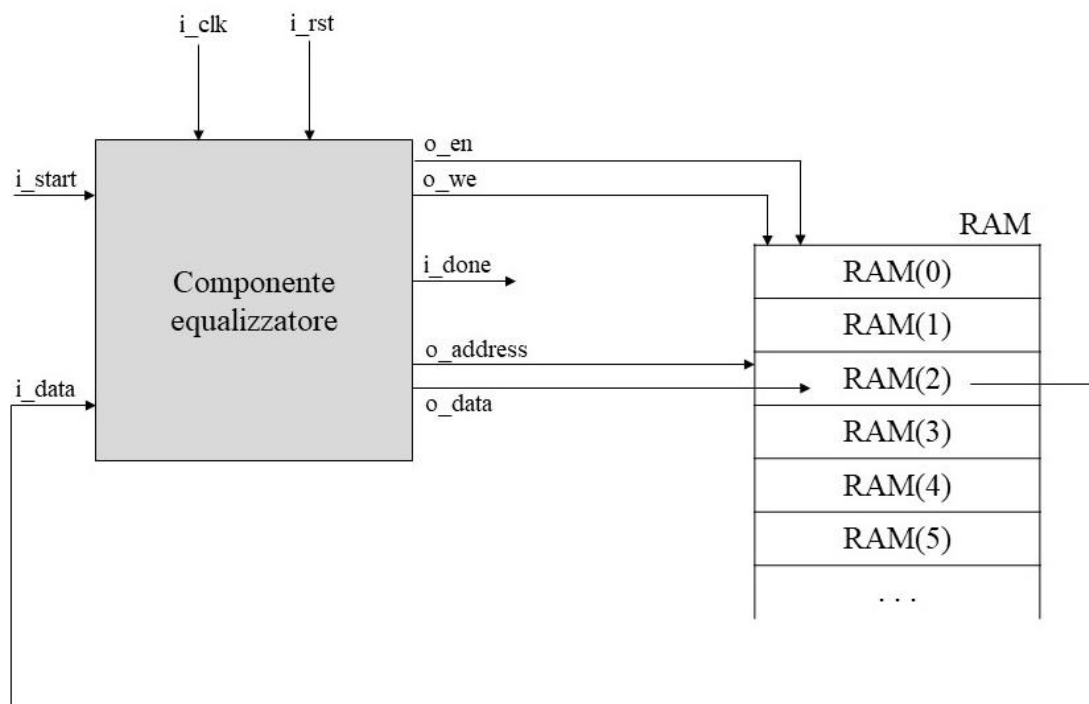 i_clk
i_rst
o_en
i_start
o_we
RAM
Componente
equalizzatore
i_done
RAM(0)
RAM(1)
o_address
i_data
o_data
RAM(2)
RAM(3)
RAM(4)
RAM(5)
. . .